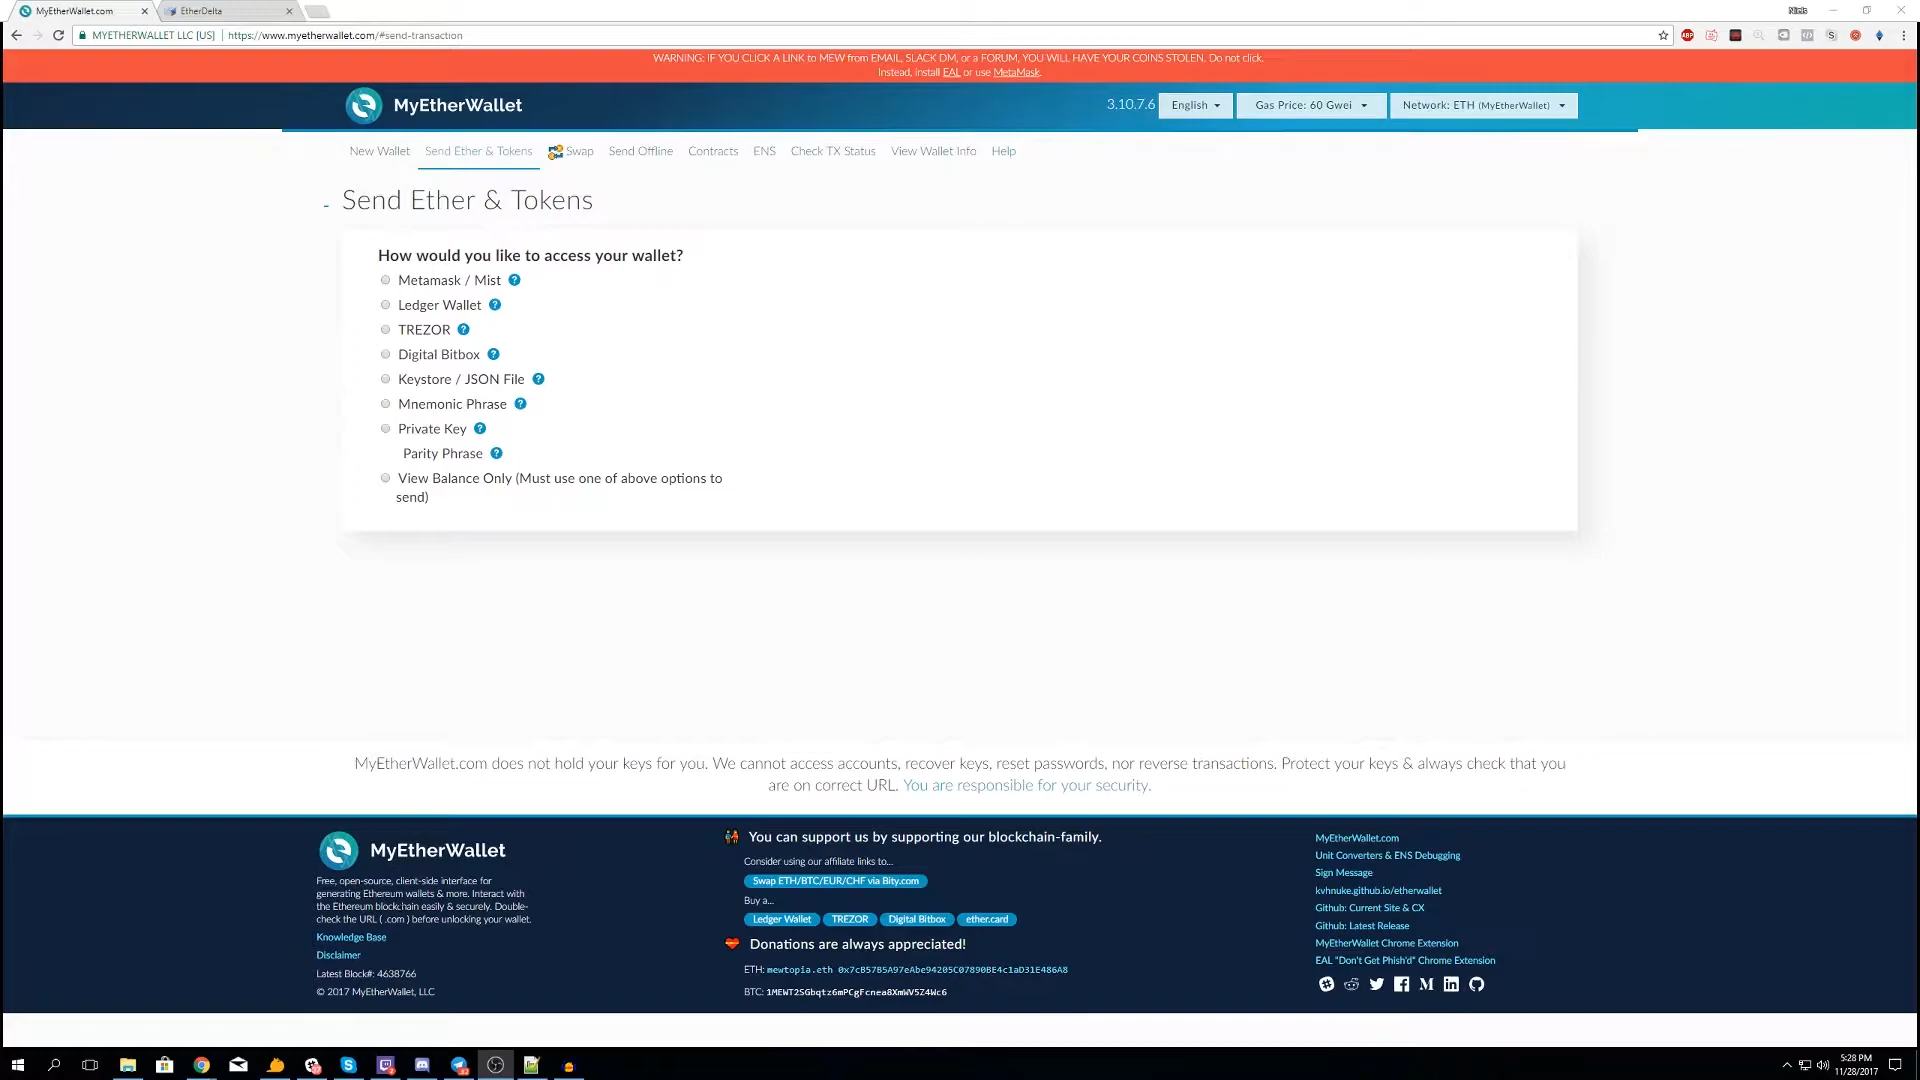 MyEtherWallet.com
EtherDelta
Niels
MYETHERWALLET LLC [US] https://www.myetherwallet.com/#send-transaction
WARNING: IF YOU CLICK A LINK to MEW from EMAIL, SLACK DM, or a FORUM, YOU WILL HAVE YOUR COINS STOLEN. Do not click.
Instead, install EAL or use MetaMask.
MyEtherWallet
3.10.7.6 English Gas Price: 60 Gwei Network: ETH (MyEtherWallet)
New Wallet Send Ether & Tokens Swap Send Offline Contracts ENS Check TX Status View Wallet Info Help
- Send Ether & Tokens
How would you like to access your wallet?
Metamask / Mist ?
Ledger Wallet ?
TREZOR ?
Digital Bitbox ?
Keystore / JSON File ?
Mnemonic Phrase ?
Private Key ?
Parity Phrase ?
View Balance Only (Must use one of above options to
send)
MyEtherWallet.com does not hold your keys for you. We cannot access accounts, recover keys, reset passwords, nor reverse transactions. Protect your keys & always check that you
are on correct URL. You are responsible for your security.
MyEtherWallet
Free, open-source, client-side interface for
generating Ethereum wallets & more. Interact with
the Ethereum blockchain easily & securely. Double-
check the URL ( .com ) before unlocking your wallet.
Knowledge Base
Disclaimer
Latest Block#: 4638766
© 2017 MyEtherWallet, LLC
You can support us by supporting our blockchain-family.
Consider using our affiliate links to...
Swap ETH/BTC/EUR/CHF via Bity.com
Buy a...
Ledger Wallet TREZOR Digital Bitbox ether.card
Donations are always appreciated!
ETH: mewtopia.eth 0x7cB57B5A97eAbe94205C07890BE4c1aD31E486A8
BTC: 1MEWT2SGbqtz6mPCgFcnea8XmWV5Z4Wc6
MyEtherWallet.com
Unit Converters & ENS Debugging
Sign Message
kvhnuke.github.io/etherwallet
Github: Current Site & CX
Github: Latest Release
MyEtherWallet Chrome Extension
EAL "Don't Get Phish'd" Chrome Extension
5:28 PM
11/28/2017